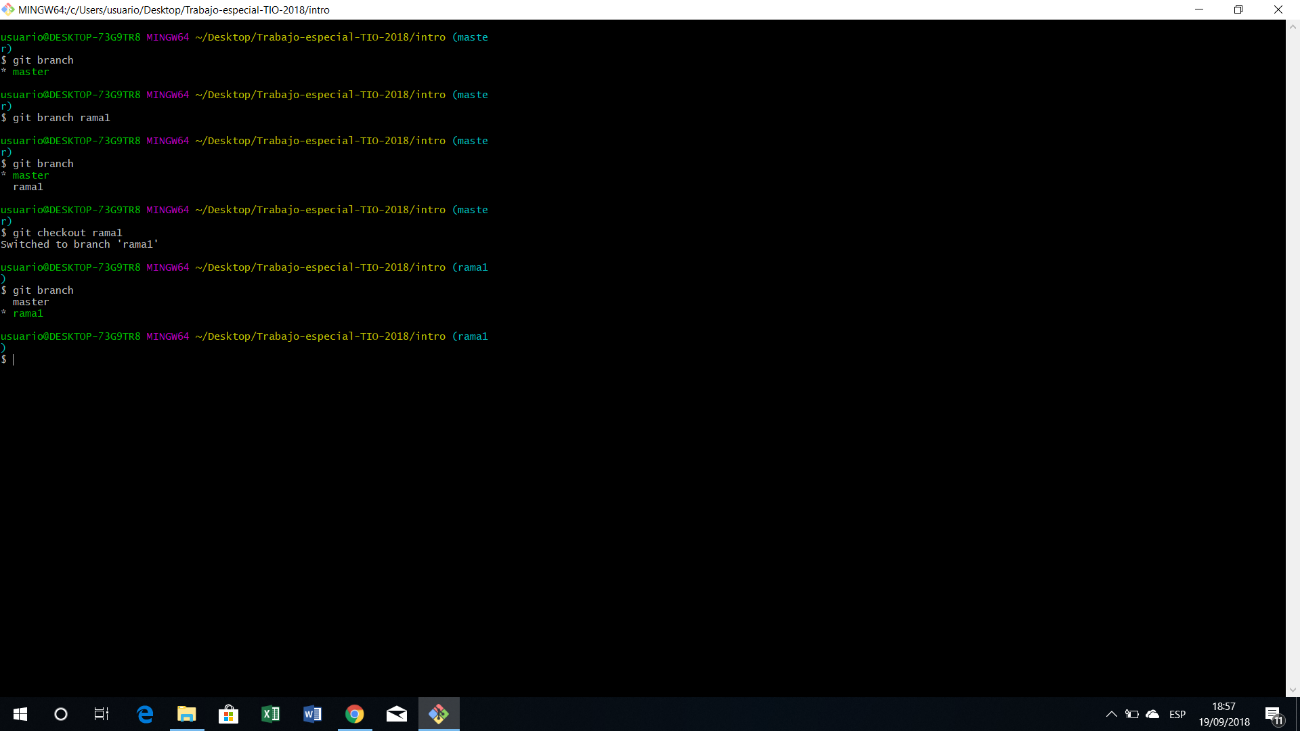 MINGW64:/c/Users/usuario/Desktop/Trabajo-especial-TIO-2018/intro
usuario@DESKTOP-73G9TR8 MINGW64 ~/Desktop/Trabajo-especial-TIO-2018/intro (maste
r)
$ git branch
* master
usuario@DESKTOP-73G9TR8 MINGW64 ~/Desktop/Trabajo-especial-TIO-2018/intro (maste
r)
$ git branch rama1
usuario@DESKTOP-73G9TR8 MINGW64 ~/Desktop/Trabajo-especial-TIO-2018/intro (maste
r)
$ git branch
* master
  rama1
usuario@DESKTOP-73G9TR8 MINGW64 ~/Desktop/Trabajo-especial-TIO-2018/intro (maste
r)
$ git checkout rama1
Switched to branch 'rama1'
usuario@DESKTOP-73G9TR8 MINGW64 ~/Desktop/Trabajo-especial-TIO-2018/intro (rama1
)
$ git branch
  master
* rama1
usuario@DESKTOP-73G9TR8 MINGW64 ~/Desktop/Trabajo-especial-TIO-2018/intro (rama1
)
$
ESP
18:57
19/09/2018
11